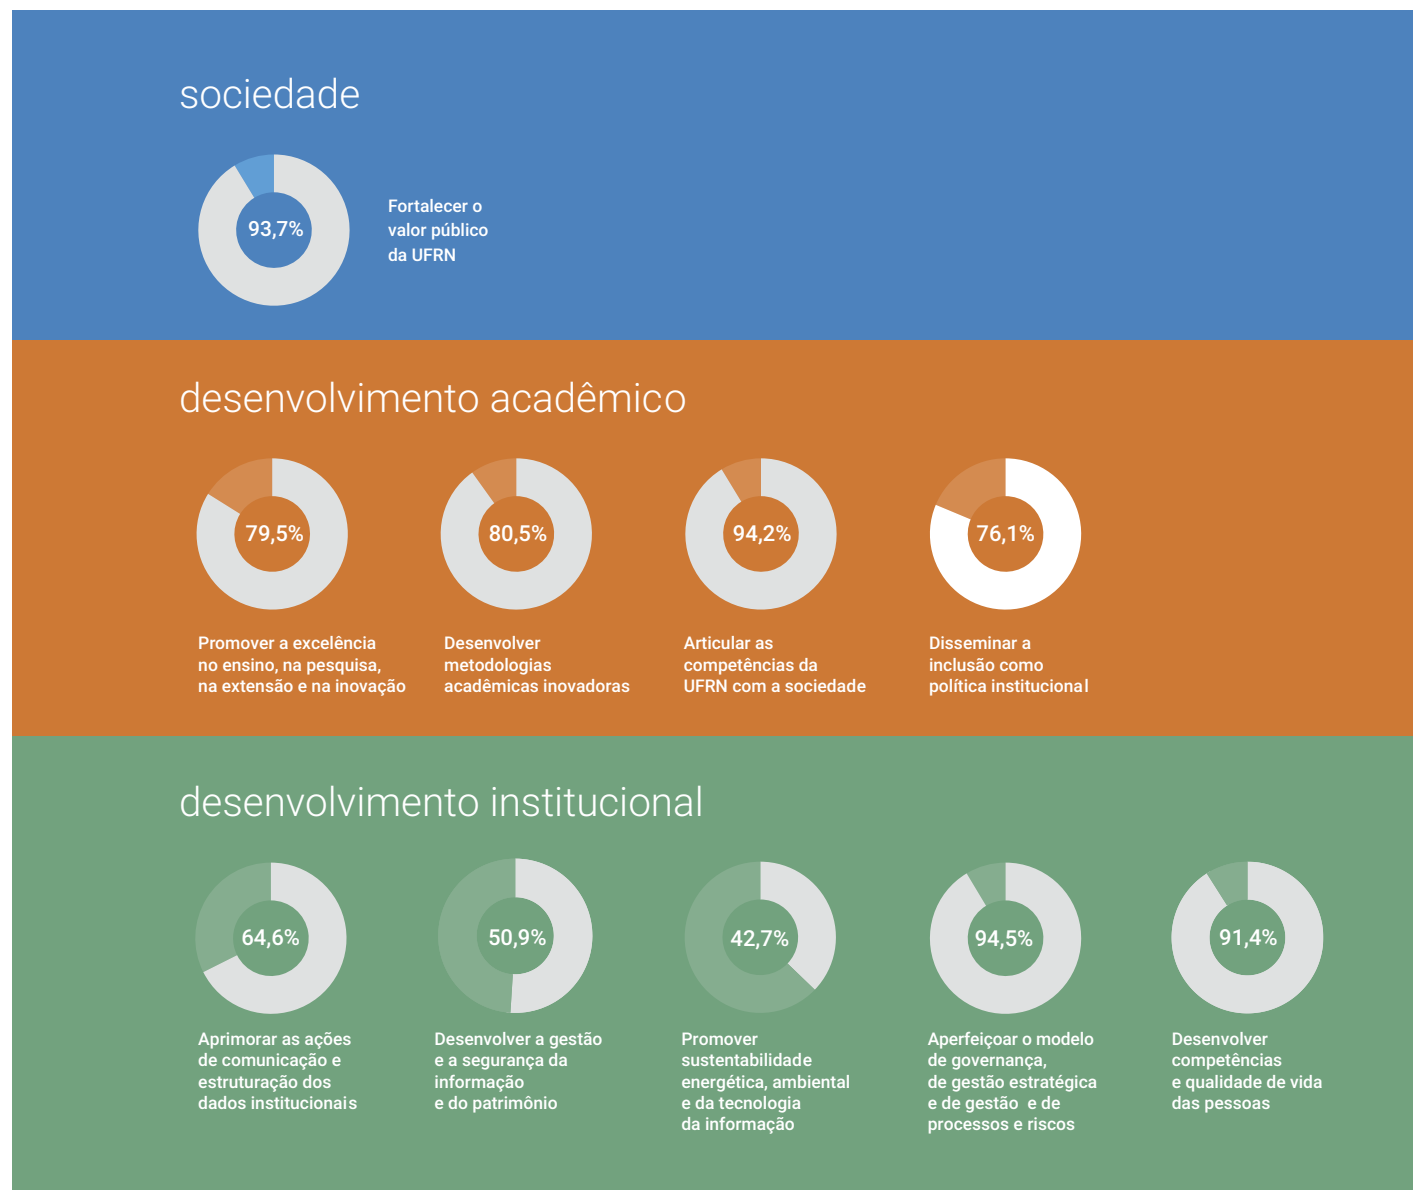 sociedade
93,7%
Fortalecer o
valor público
da UFRN
desenvolvimento acadêmico
79,5%
Promover a excelência
no ensino, na pesquisa,
na extensão e na inovação
80,5%
Desenvolver
metodologias
acadêmicas inovadoras
94,2%
Articular as
competências da
UFRN com a sociedade
76,1%
Disseminar a
inclusão como
política institucional
desenvolvimento institucional
64,6%
Aprimorar as ações
de comunicação e
estruturação dos
dados institucionais
50,9%
Desenvolver a gestão
e a segurança da
informação
e do patrimônio
42,7%
Promover
sustentabilidade
energética, ambiental
e da tecnologia
da informação
94,5%
Aperfeiçoar o modelo
de governança,
de gestão estratégica
e de gestão e de
processos e riscos
91,4%
Desenvolver
competências
e qualidade de vida
das pessoas